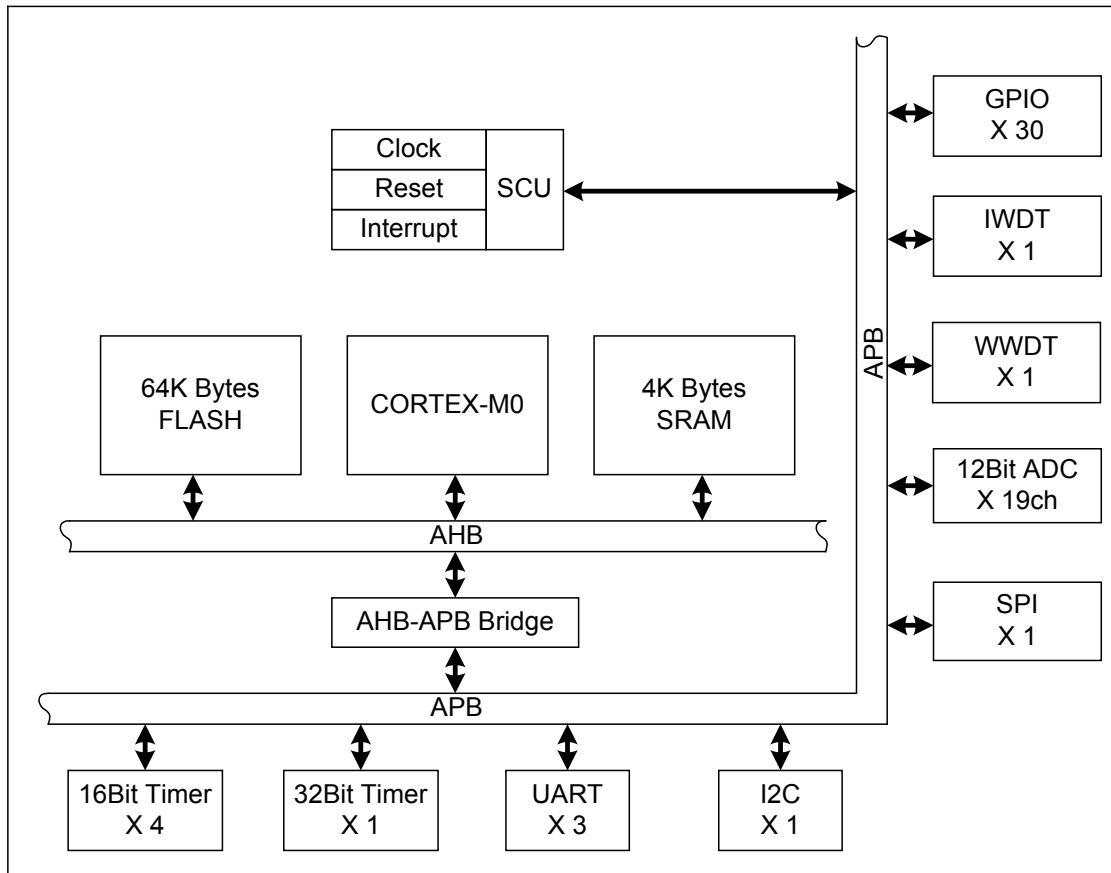 GPIO
X 30
Clock
Reset
Interrupt
SCU
IWDT
X 1
APB
WWDT
X 1
64K Bytes
FLASH
CORTEX-M0
4K Bytes
SRAM
12Bit ADC
X 19ch
AHB
AHB-APB Bridge
SPI
X 1
APB
16Bit Timer
X 4
32Bit Timer
X 1
UART
X 3
I2C
X 1